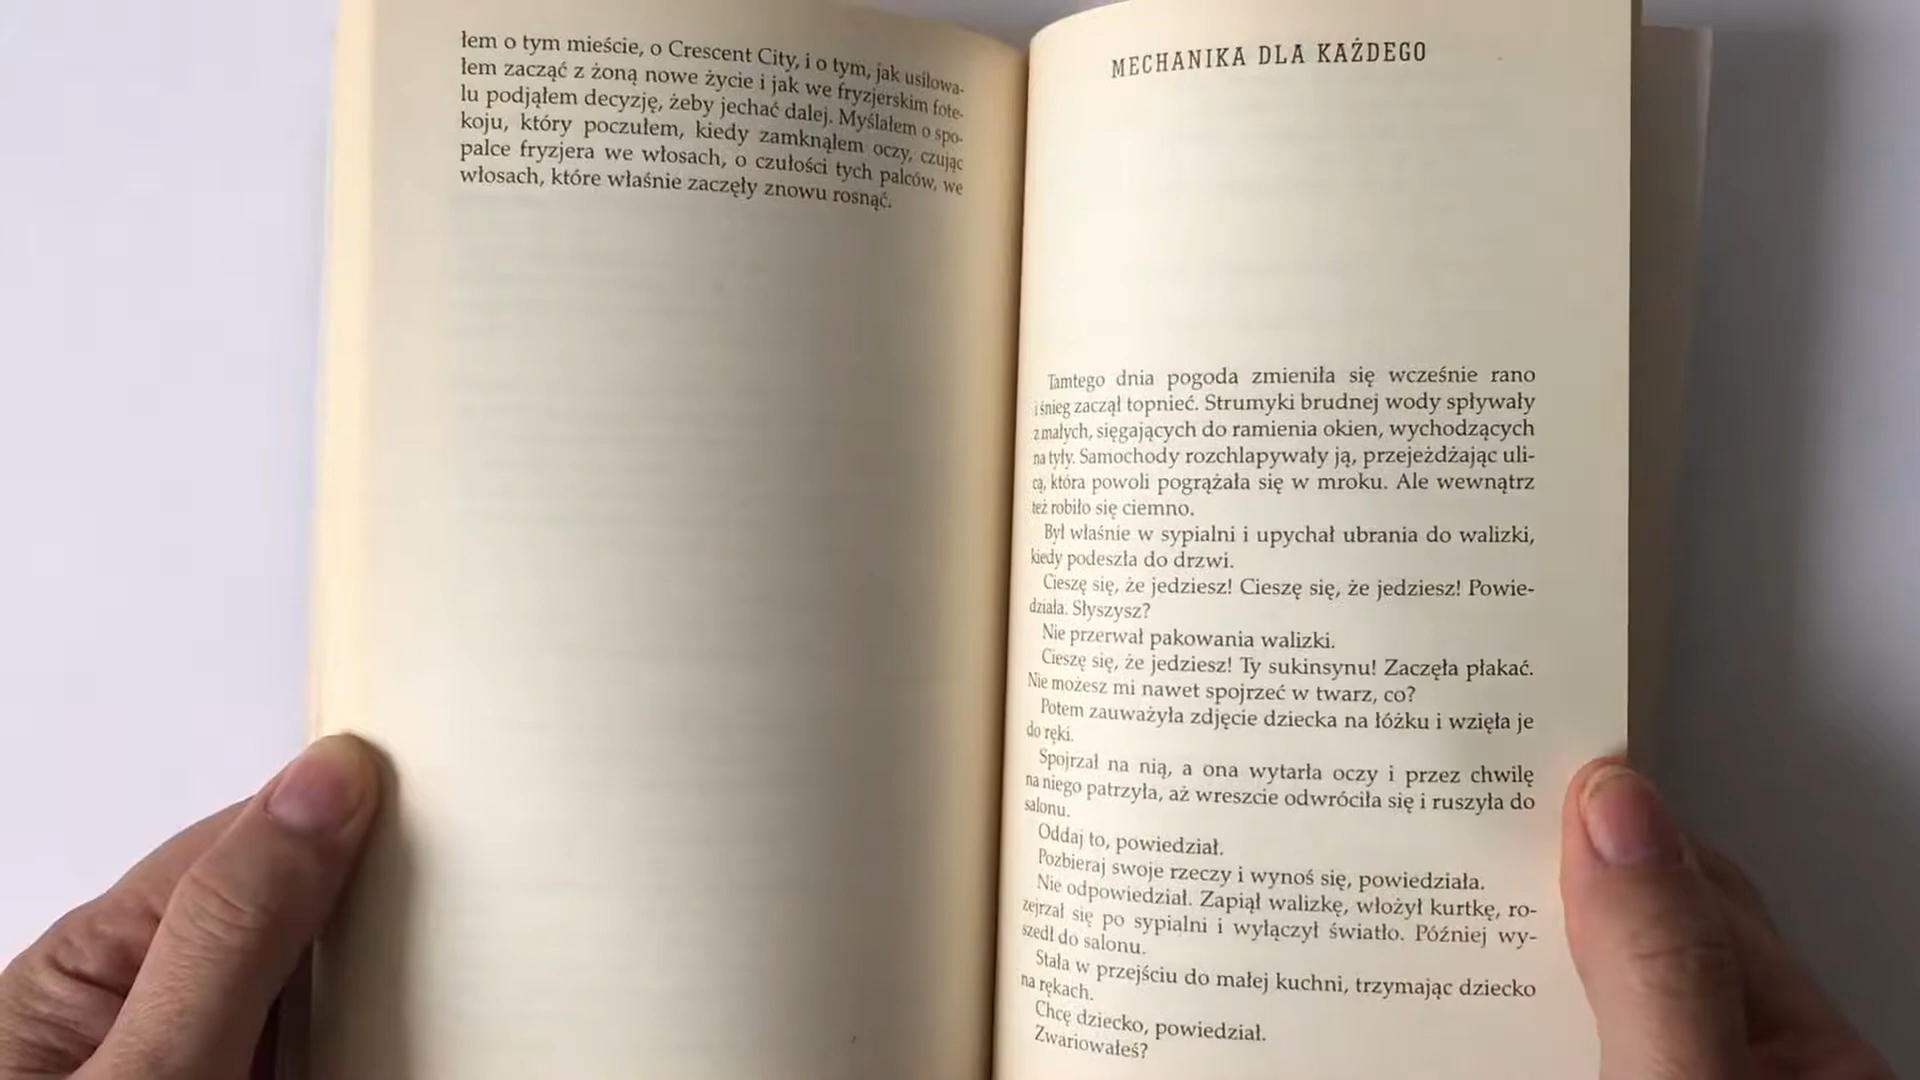 łem o tym mieście, o Crescent City, i o tym, jak usiłowa-
łem zacząć z żoną nowe życie i jak we fryzjerskim fote-
lu podjąłem decyzję, żeby jechać dalej. Myślałem o spo-
koju, który poczułem, kiedy zamknąłem oczy, czując
palce fryzjera we włosach, o czułości tych palców, we
włosach, które właśnie zaczęły znowu rosnąć.
MECHANIKA DLA KAŻDEGO
Tamtego dnia pogoda zmieniła się wcześnie rano
i śnieg zaczął topnieć. Strumyki brudnej wody spływały
z małych, sięgających do ramienia okien, wychodzących
na tyły. Samochody rozchlapywały ją, przejeżdżając uli-
cą, która powoli pogrążała się w mroku. Ale wewnątrz
też robiło się ciemno.
Był właśnie w sypialni i upychał ubrania do walizki,
kiedy podeszła do drzwi.
Cieszę się, że jedziesz! Cieszę się, że jedziesz! Powie-
działa. Słyszysz?
Nie przerwał pakowania walizki.
Cieszę się, że jedziesz! Ty sukinsynu! Zaczęła płakać.
Nie możesz mi nawet spojrzeć w twarz, co?
Potem zauważyła zdjęcie dziecka na łóżku i wzięła je
do ręki.
Spojrzał na nią, a ona wytarła oczy i przez chwilę
na niego patrzyła, aż wreszcie odwróciła się i ruszyła do
salonu.
Oddaj to, powiedział.
Pozbieraj swoje rzeczy i wynoś się, powiedziała.
Nie odpowiedział. Zapiął walizkę, włożył kurtkę, ro-
zejrzał się po sypialni i wyłączył światło. Później wy-
szedł do salonu.
Stała w przejściu do małej kuchni, trzymając dziecko
na rękach.
Chcę dziecko, powiedział.
Zwariowałeś?